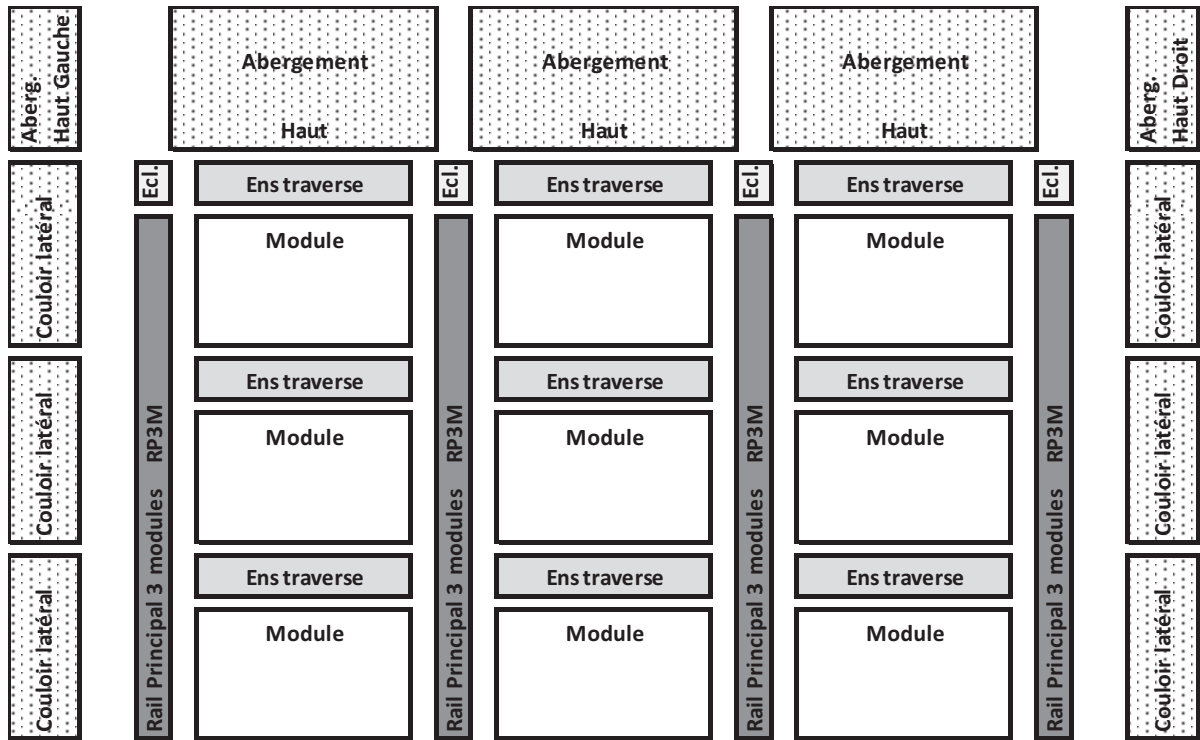 Aberg.
Haut Gauche
Abergement
Haut
Abergement
Haut
Abergement
Haut
Aberg.
Haut Droit
Couloir latéral
Ecl.
Ens traverse
Ecl.
Ens traverse
Ecl.
Ens traverse
Ecl.
Couloir latéral
Rail Principal 3 modules RP3M
Module
Rail Principal 3 modules RP3M
Module
Rail Principal 3 modules RP3M
Module
Rail Principal 3 modules RP3M
Couloir latéral
Ens traverse
Ens traverse
Ens traverse
Couloir latéral
Module
Module
Module
Couloir latéral
Ens traverse
Ens traverse
Ens traverse
Couloir latéral
Module
Module
Module